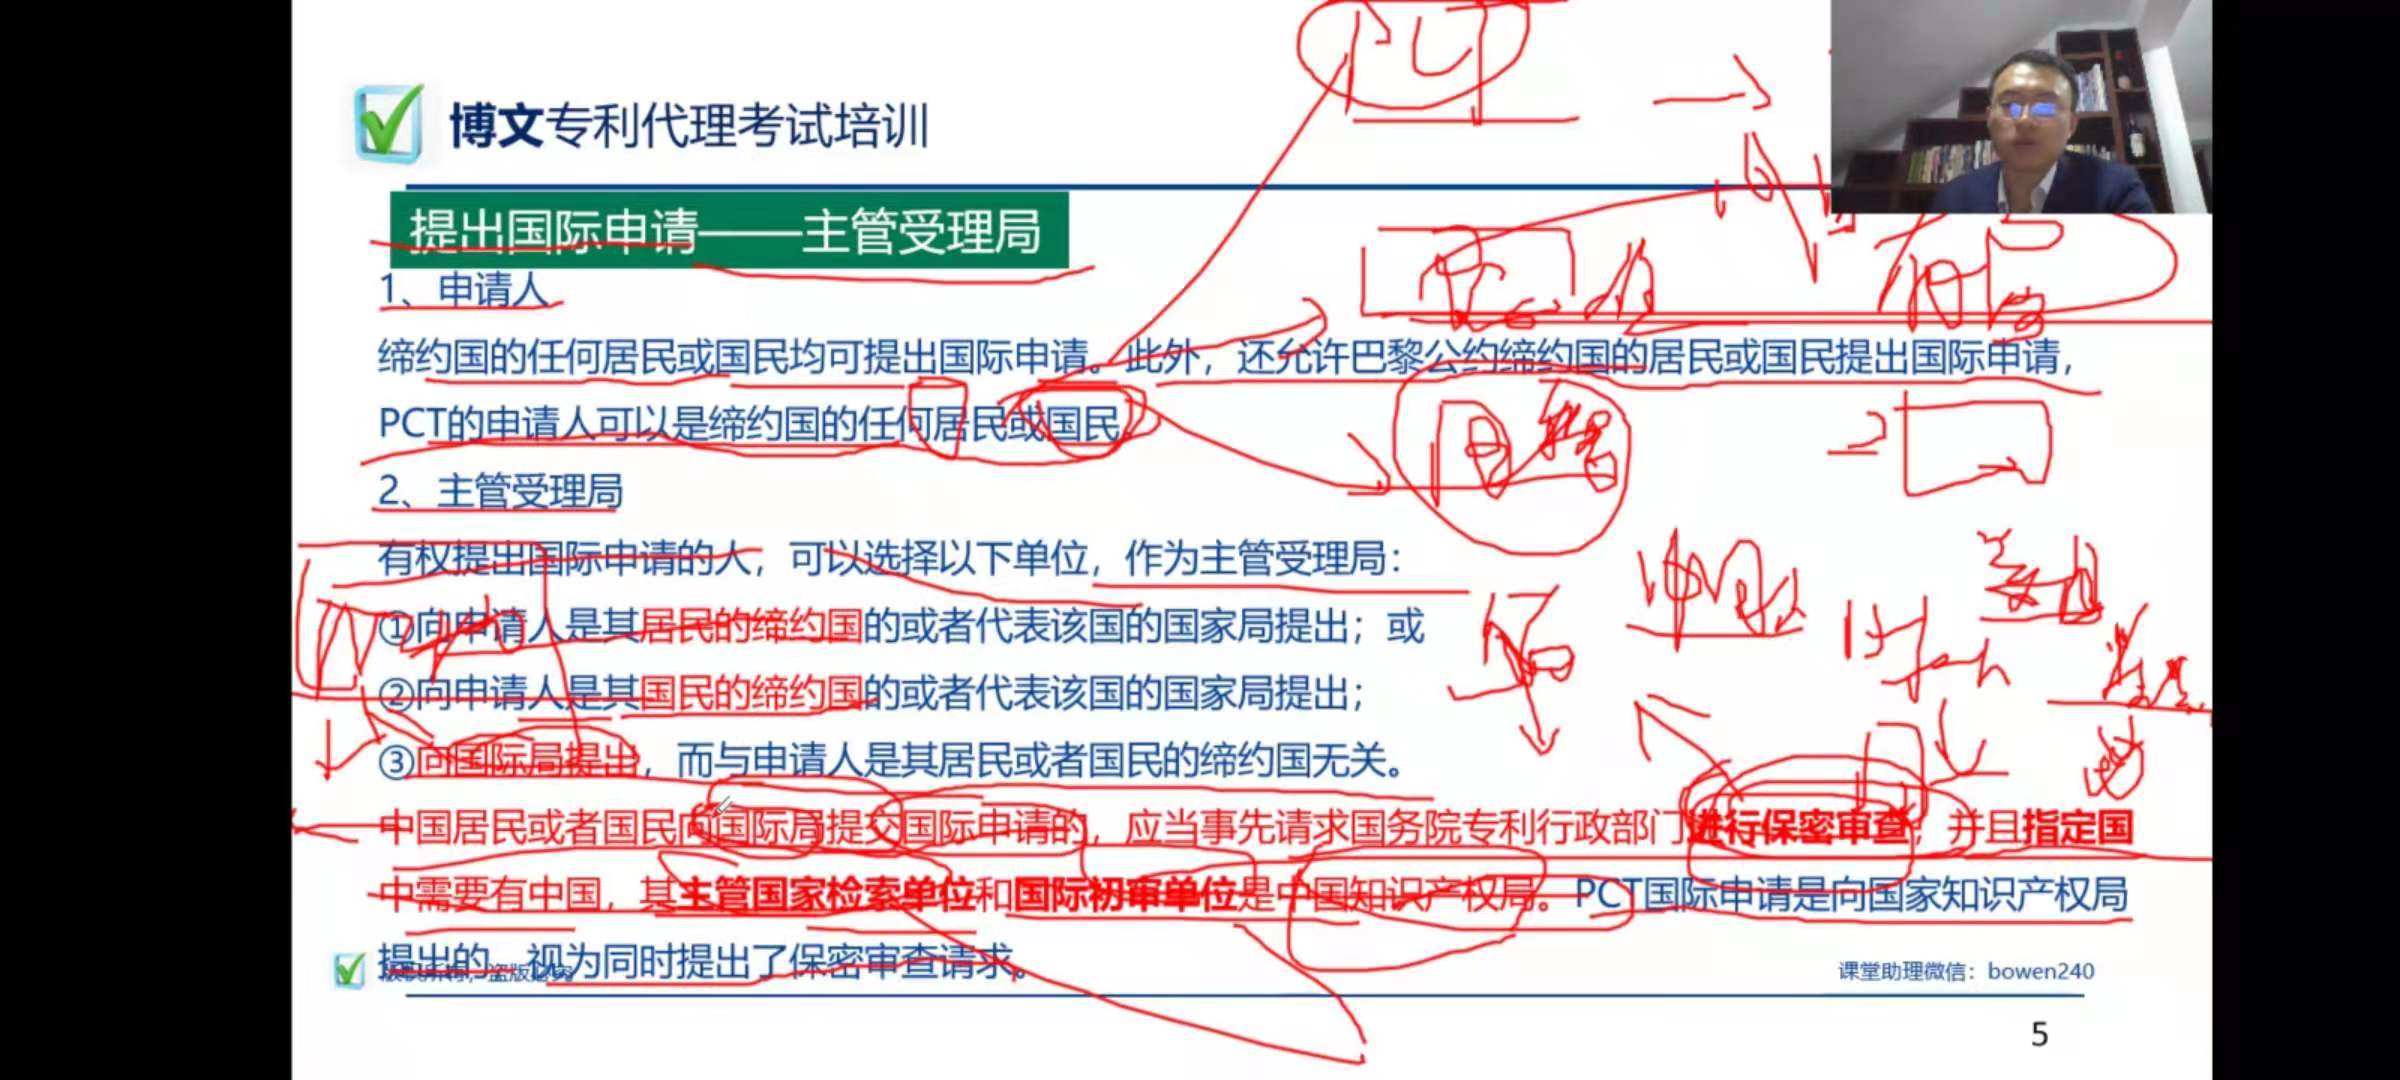 博文专利代理考试培训
提出国际申请——主管受理局
1、申请人
缔约国的任何居民或国民均可提出国际申请。此外，还允许巴黎公约缔约国的居民或国民提出国际申请，
PCT的申请人可以是缔约国的任何居民或国民。
2、主管受理局
有权提出国际申请的人，可以选择以下单位，作为主管受理局：
①向申请人是其居民的缔约国的或者代表该国的国家局提出；或
②向申请人是其国民的缔约国的或者代表该国的国家局提出；
③向国际局提出，而与申请人是其居民或者国民的缔约国无关。
中国居民或者国民向国际局提交国际申请的，应当事先请求国务院专利行政部门进行保密审查，并且指定国
中需要有中国，其主管国家检索单位和国际初审单位是中国知识产权局。PCT国际申请是向国家知识产权局
提出的，视为同时提出了保密审查请求。
版权所有，盗版必究
课堂助理微信：bowen240
5
PCT